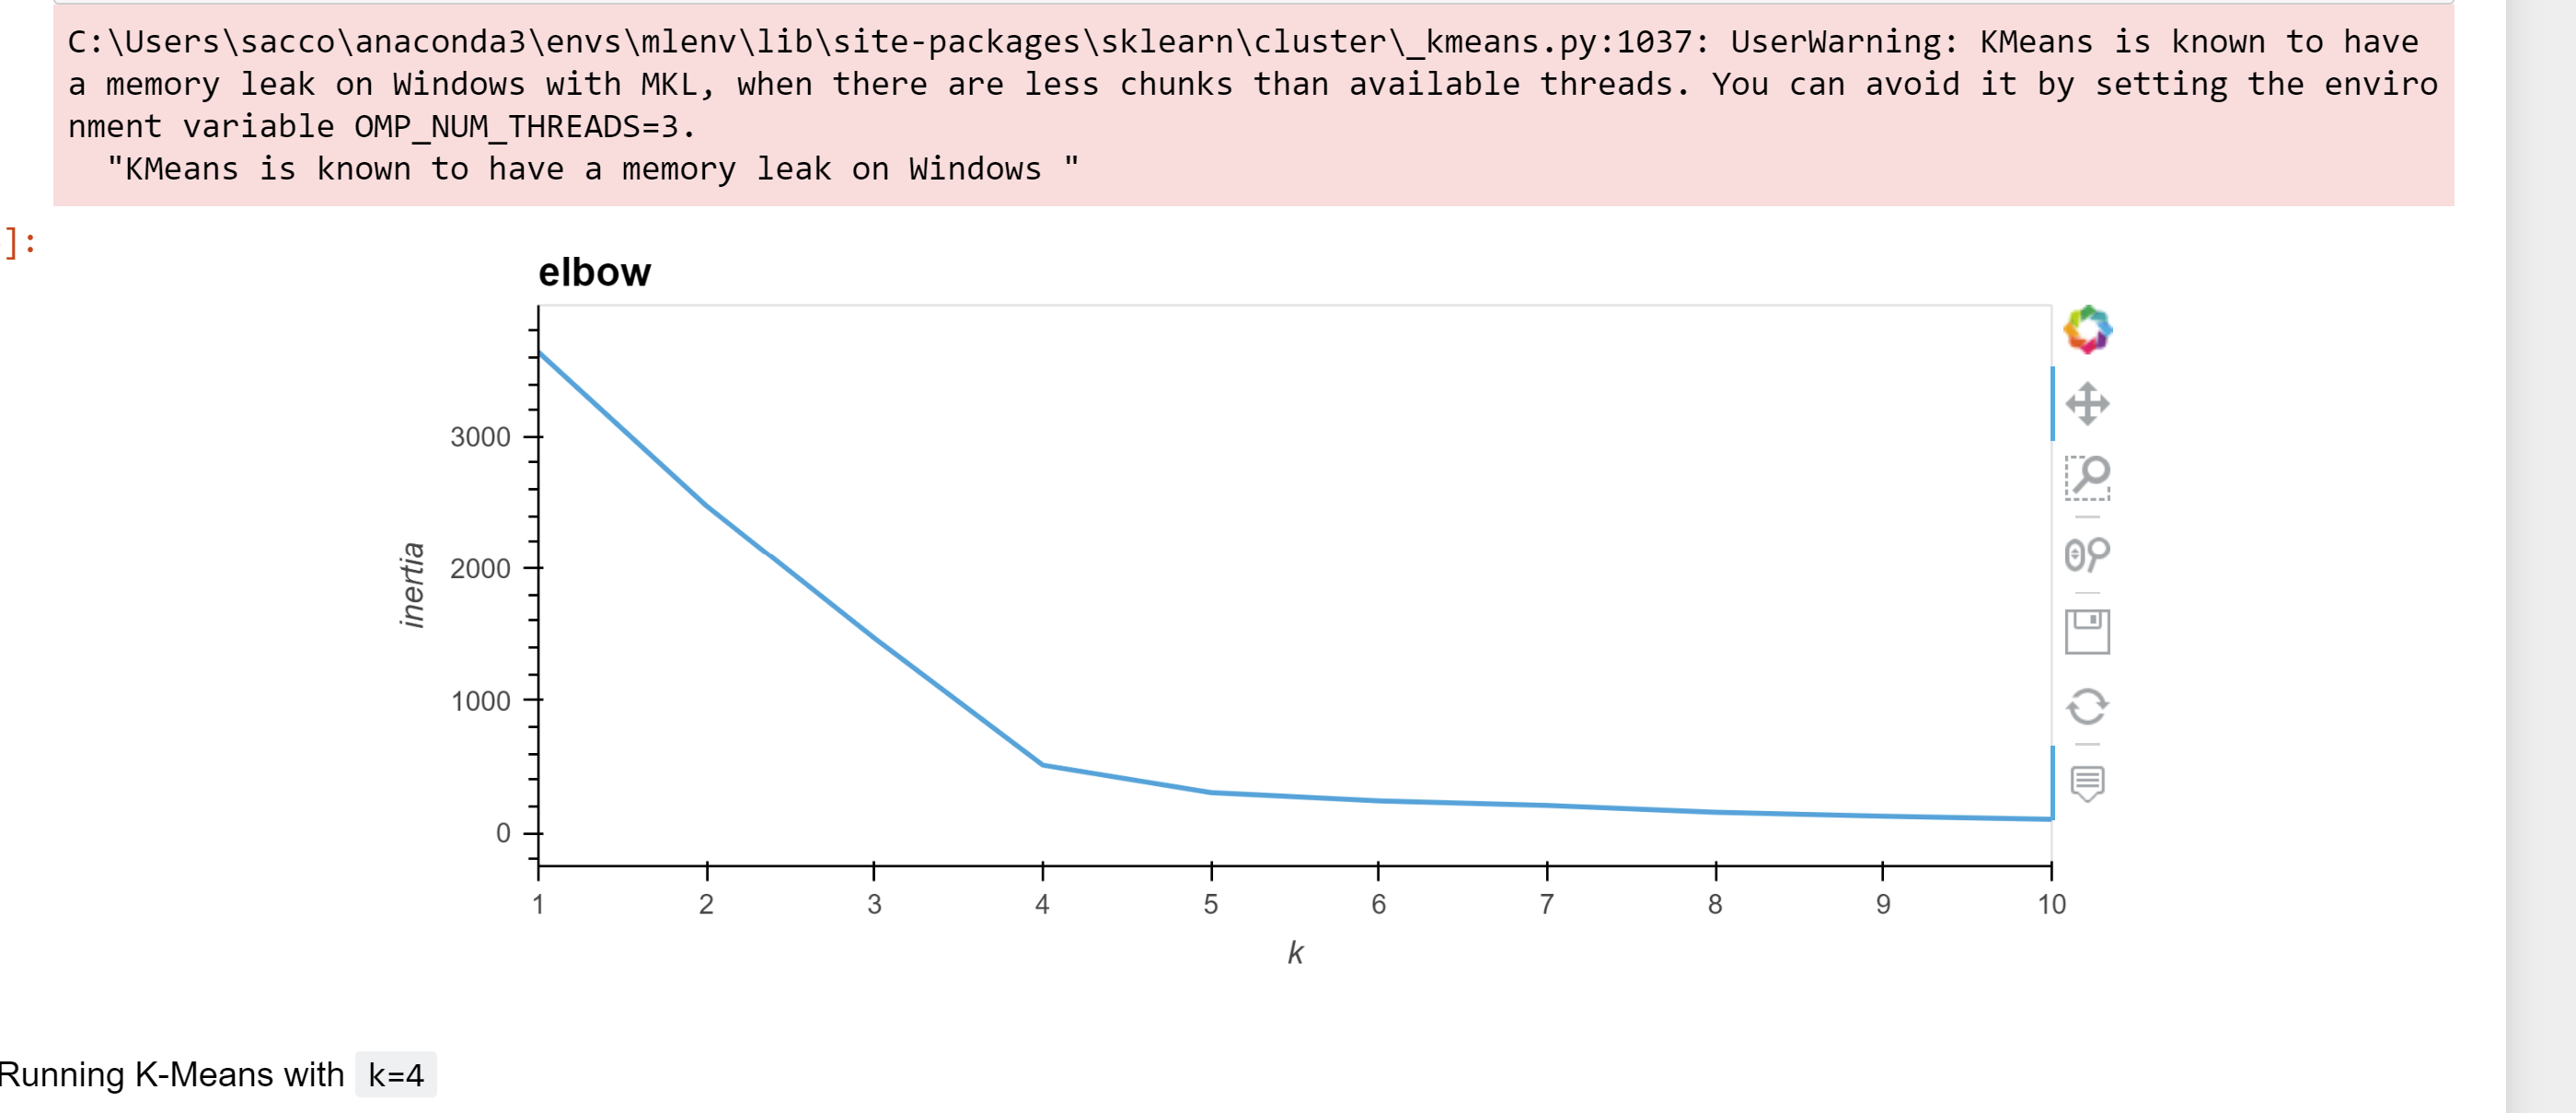 C:\Users\sacco\anaconda3\envs\mlenv\lib\site-packages\sklearn\cluster\_kmeans.py:1037: UserWarning: KMeans is known to have
a memory leak on Windows with MKL, when there are less chunks than available threads. You can avoid it by setting the enviro
nment variable OMP_NUM_THREADS=3.
"KMeans is known to have a memory leak on Windows "
]:
elbow
3000
2000
1000
0
inertia
1 2 3 4 5 6 7 8 9 10
k
Running K-Means with k=4